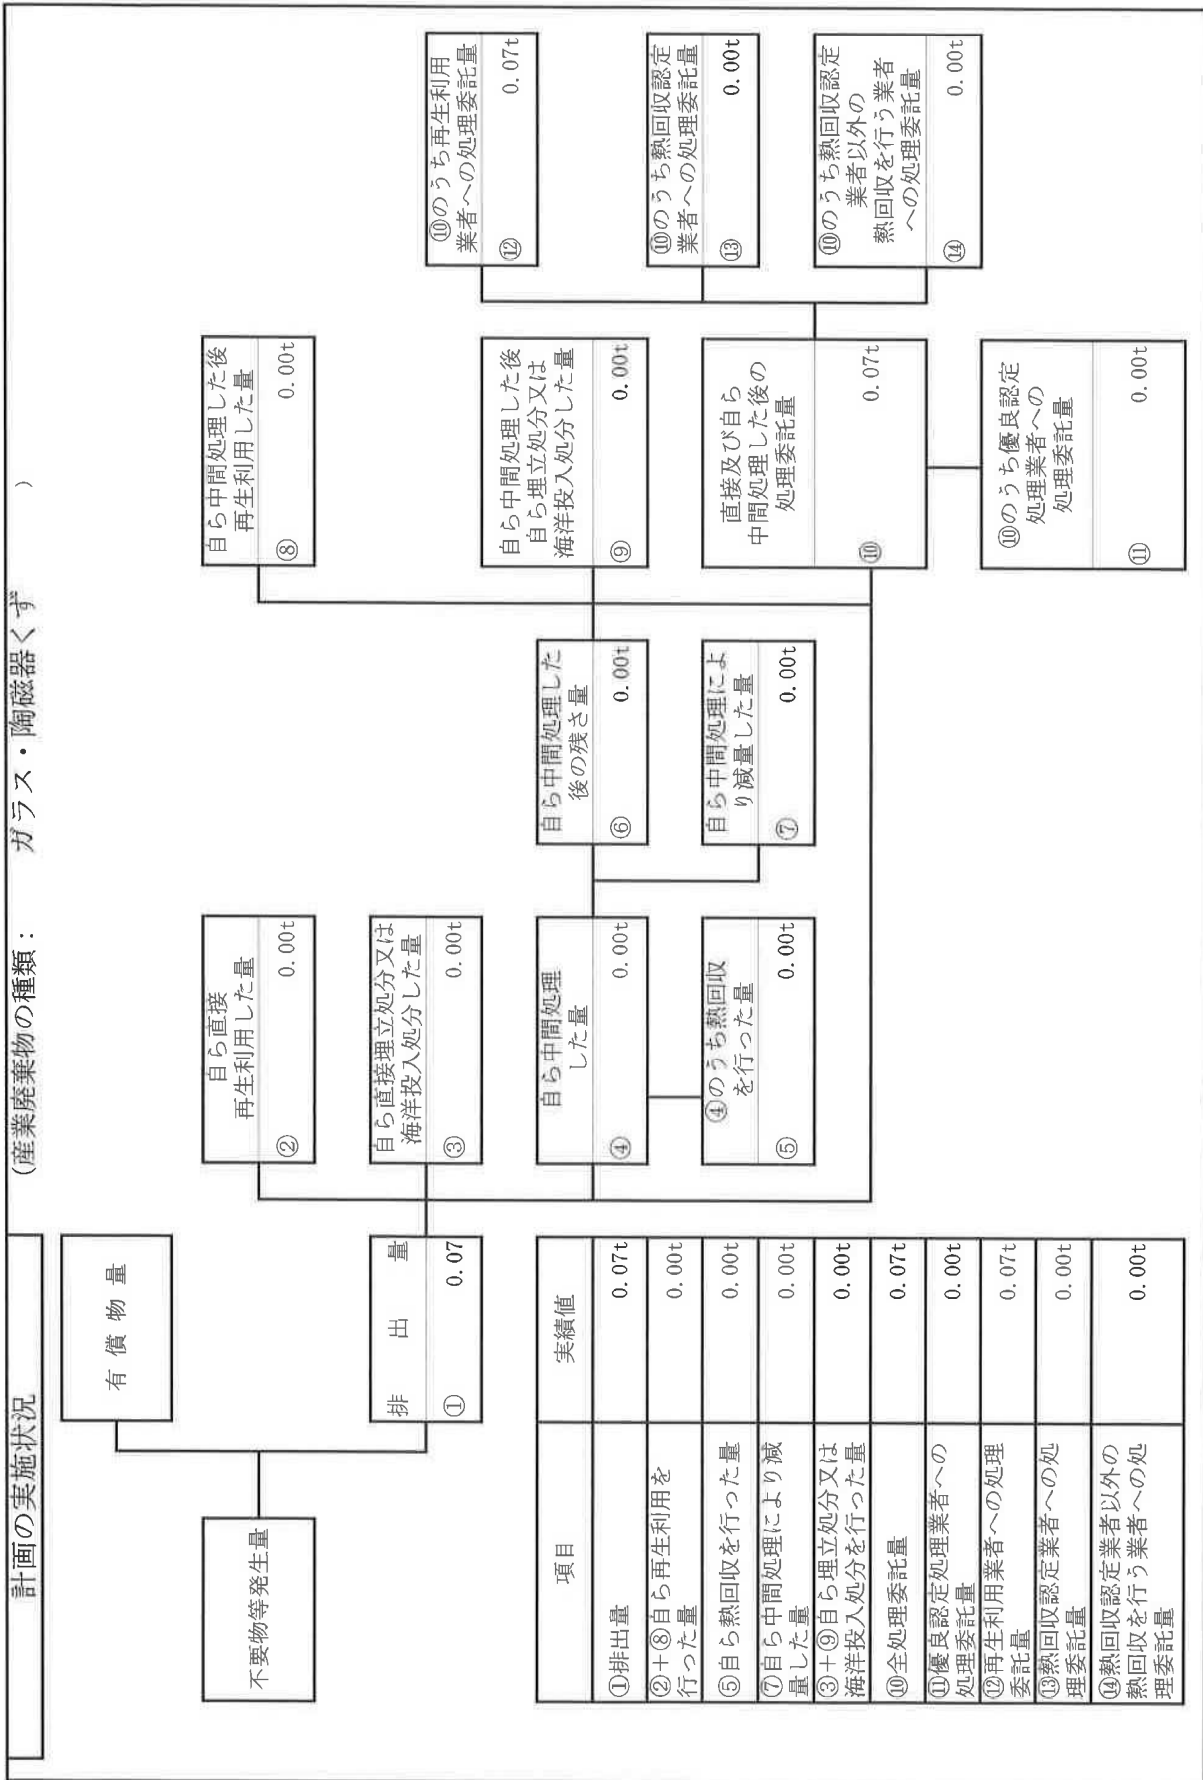 計画の実施状況
(産業廃棄物の種類： ガラス・陶磁器くず )
有償物量
不要物等発生量
排出量
① 0.07
自ら直接
再生利用した量
② 0.00t
自ら直接埋立処分又は
海洋投入処分した量
③ 0.00t
自ら中間処理
した量
④ 0.00t
④のうち熱回収
を行った量
⑤ 0.00t
自ら中間処理した
後の残さ量
⑥ 0.00t
自ら中間処理によ
り減量した量
⑦ 0.00t
自ら中間処理した後
再生利用した量
⑧ 0.00t
自ら中間処理した後
自ら埋立処分又は
海洋投入処分した量
⑨ 0.00t
直接及び自ら
中間処理した後の
処理委託量
⑩ 0.07t
⑩のうち優良認定
処理業者への
処理委託量
⑪ 0.00t
⑩のうち再生利用
業者への処理委託量
⑫ 0.07t
⑩のうち熱回収認定
業者への処理委託量
⑬ 0.00t
⑩のうち熱回収認定
業者以外の
熱回収を行う業者
への処理委託量
⑭ 0.00t
項目 実績値
①排出量 0.07t
②＋⑧自ら再生利用を
行った量 0.00t
⑤自ら熱回収を行った量 0.00t
⑦自ら中間処理により減
量した量 0.00t
③＋⑨自ら埋立処分又は
海洋投入処分を行った量 0.00t
⑩全処理委託量 0.07t
⑪優良認定処理業者への
処理委託量 0.00t
⑫再生利用業者への処理
委託量 0.07t
⑬熱回収認定業者への処
理委託量 0.00t
⑭熱回収認定業者以外の
熱回収を行う業者への処
理委託量 0.00t